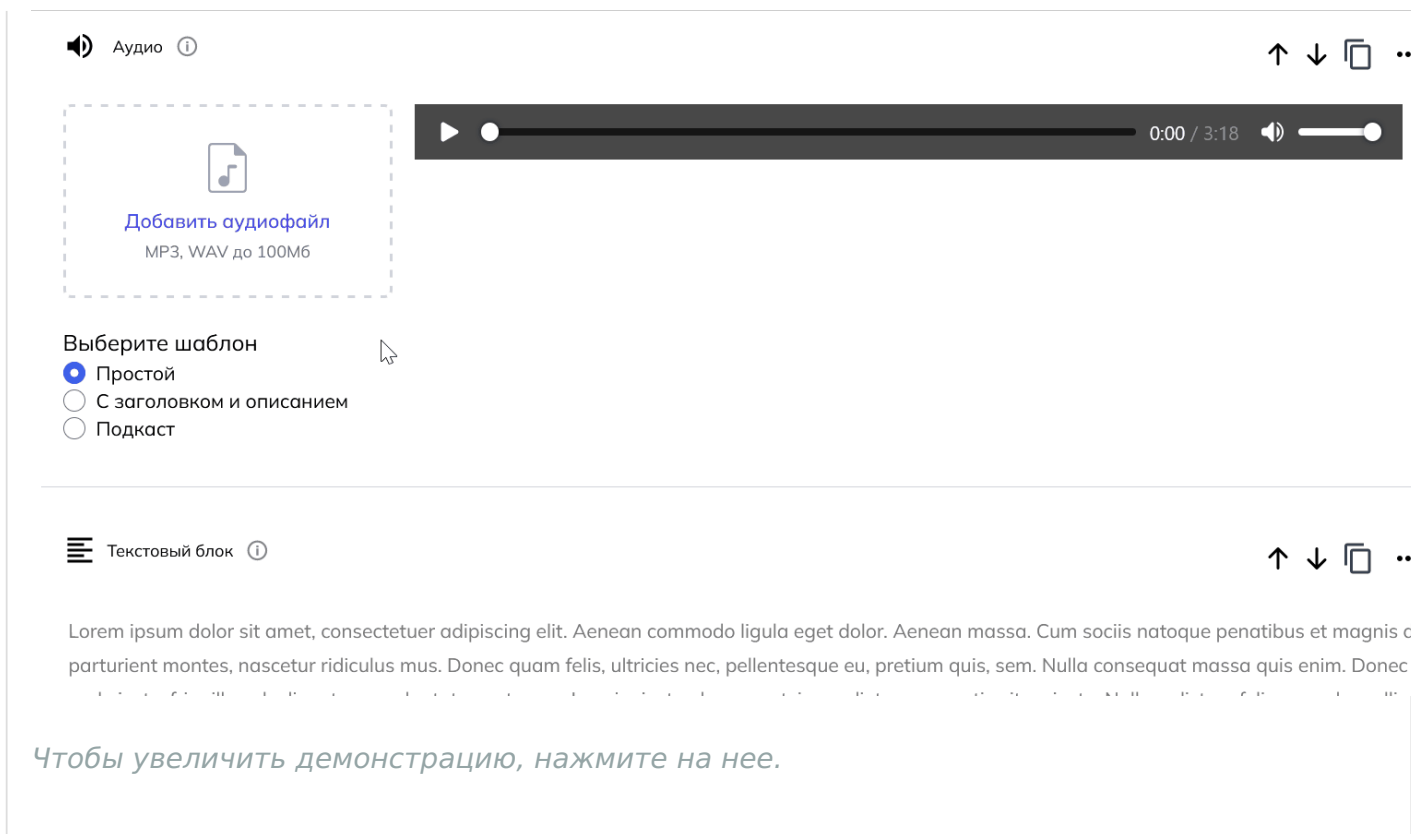 Аудио
Добавить аудиофайл
MP3, WAV до 100Мб
0:00 / 3:18
Выберите шаблон
Простой
С заголовком и описанием
Подкаст
Текстовый блок
Lorem ipsum dolor sit amet, consectetuer adipiscing elit. Aenean commodo ligula eget dolor. Aenean massa. Cum sociis natoque penatibus et magnis
parturient montes, nascetur ridiculus mus. Donec quam felis, ultricies nec, pellentesque eu, pretium quis, sem. Nulla consequat massa quis enim. Donec
Чтобы увеличить демонстрацию, нажмите на нее.